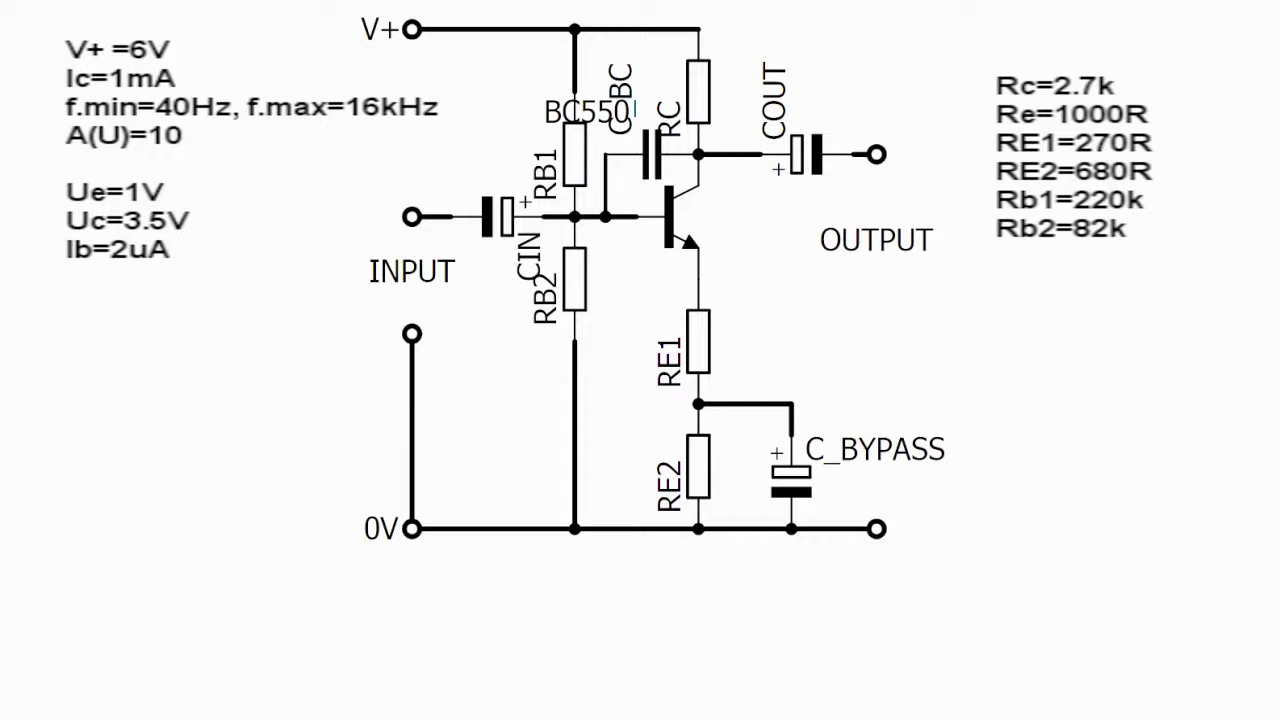 V+ =6V
Ic=1mA
f.min=40Hz, f.max=16kHz
A(U)=10
Ue=1V
Uc=3.5V
Ib=2uA
V+
BC550
C_BC
RC
COUT
+
RB1
+
CIN
INPUT
RB2
OUTPUT
RE1
+
C_BYPASS
RE2
0V
Rc=2.7k
Re=1000R
RE1=270R
RE2=680R
Rb1=220k
Rb2=82k